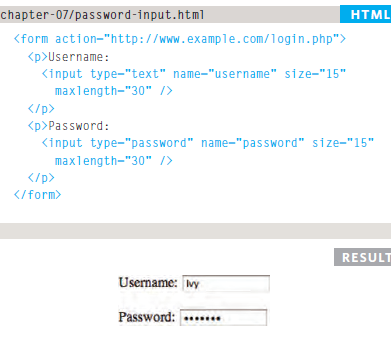 chapter-07/password-input.html HTML
<form action="http://www.example.com/login.php">
<p>Username:
<input type="text" name="username" size="15"
maxlength="30" />
</p>
<p>Password:
<input type="password" name="password" size="15"
maxlength="30" />
</p>
</form>
RESULT
Username: Ivy
Password: •••••••